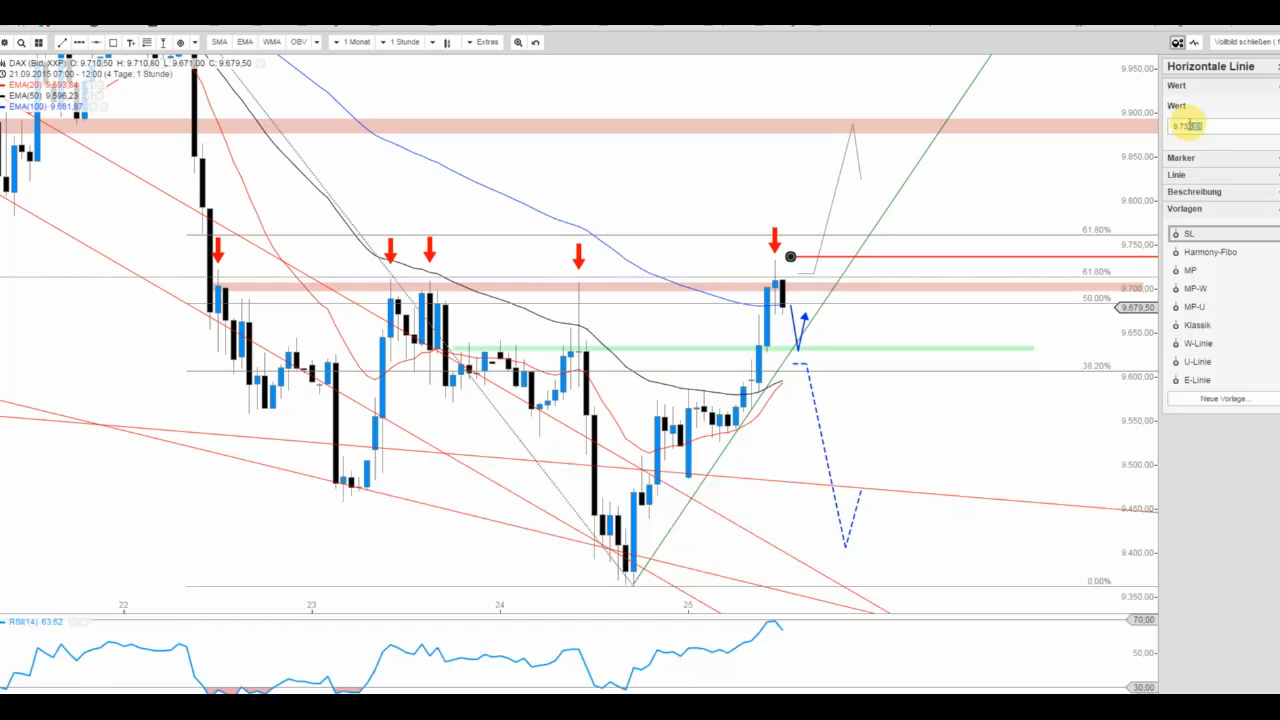 SMA EMA WMA OBV 1 Monat 1 Stunde Extras Vollbild schließen ( f
DAX (Bid, XXP) O: 9.710,50 H: 9.710,80 L: 9.671,00 C: 9.679,50
21.09.2015 07:00 - 12:00 (4 Tage, 1 Stunde)
EMA(20) 9.593,84
EMA(50) 9.596,23
EMA(100) 9.681,87
9.950,00
9.900,00
9.850,00
9.800,00
9.750,00
9.700,00
9.679,50
9.650,00
9.600,00
9.550,00
9.500,00
9.450,00
9.400,00
9.350,00
61.80%
61.80%
50.00%
38.20%
0.00%
22 23 24 25
RSI(14) 63,62
70,00
50,00
30,00
Horizontale Linie
Wert
Wert
Marker
Linie
Beschreibung
Vorlagen
SL
Harmony-Fibo
MP
MP-W
MP-U
Klassik
W-Linie
U-Linie
E-Linie
Neue Vorlage...